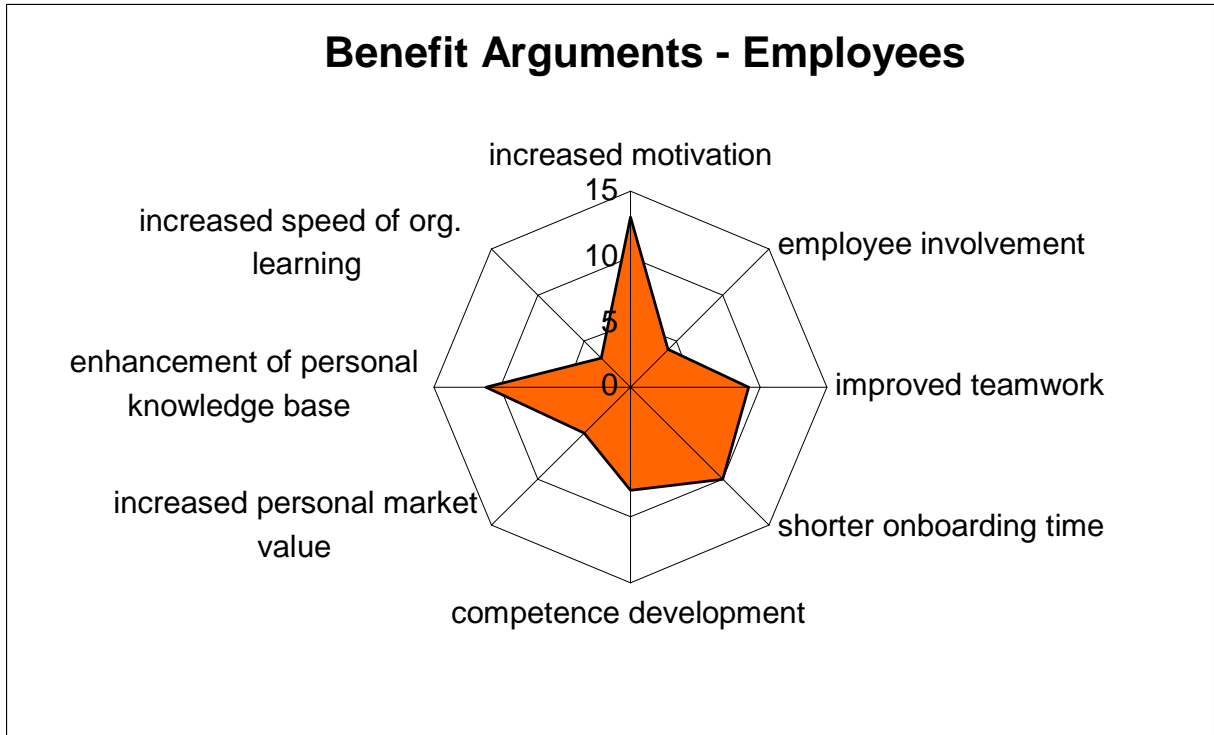 Benefit Arguments - Employees
increased motivation
15
increased speed of org.
learning
employee involvement
10
5
enhancement of personal
knowledge base
0
improved teamwork
increased personal market
value
shorter onboarding time
competence development